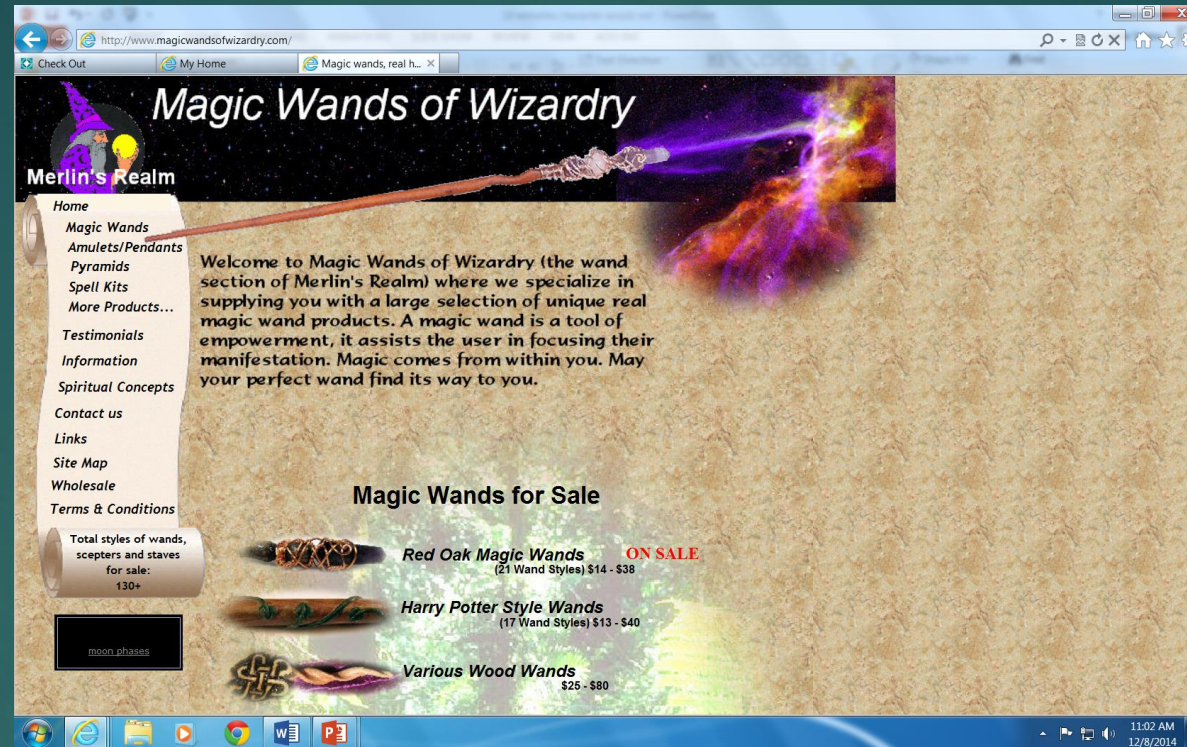 http://www.magicwandsofwizardry.com/
Check Out
My Home
Magic wands, real h...
Magic Wands of Wizardry
Merlin's Realm
Home
Magic Wands
Amulets/Pendants
Pyramids
Spell Kits
More Products...
Testimonials
Information
Spiritual Concepts
Contact us
Links
Site Map
Wholesale
Terms & Conditions
Total styles of wands,
scepters and staves
for sale:
130+
moon phases
Welcome to Magic Wands of Wizardry (the wand
section of Merlin's Realm) where we specialize in
supplying you with a large selection of unique real
magic wand products. A magic wand is a tool of
empowerment, it assists the user in focusing their
manifestation. Magic comes from within you. May
your perfect wand find its way to you.
Magic Wands for Sale
Red Oak Magic Wands ON SALE
(21 Wand Styles) $14 - $38
Harry Potter Style Wands
(17 Wand Styles) $13 - $40
Various Wood Wands
$25 - $80
11:02 AM
12/8/2014